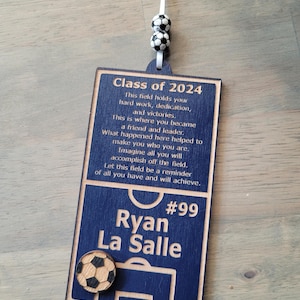 Class of 2024
This field holds your
hard work, dedication,
and victories.
This is where you became
a friend and leader.
What happened here helped to
make you who you are.
Imagine all you will
accomplish off the field.
Let this field be a reminder
of all you have and will achieve.
#99
Ryan
La Salle